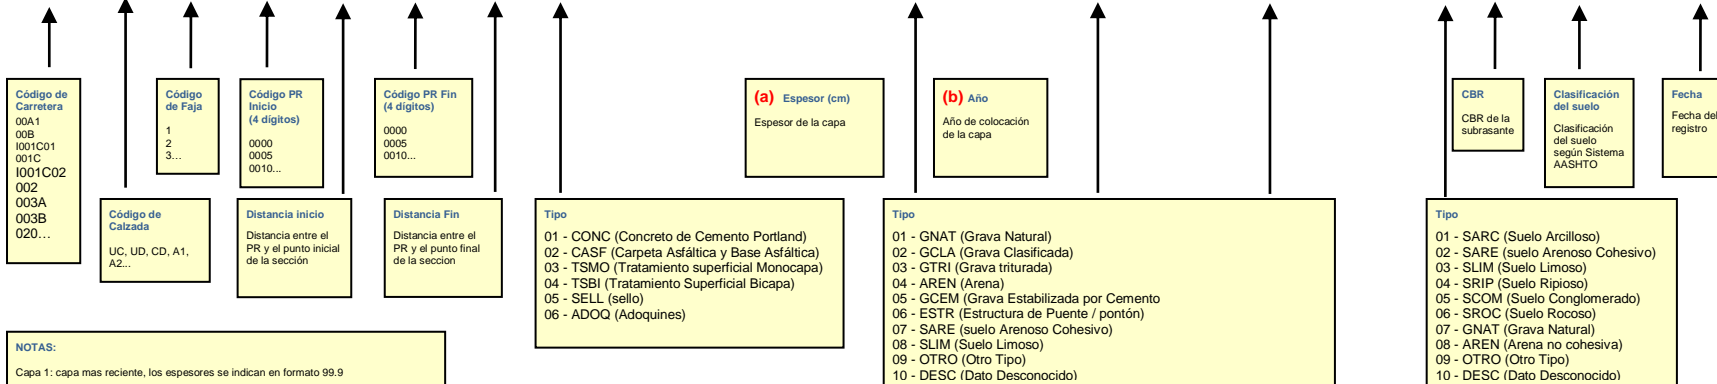 Código de
Carretera
00A1
00B
I001C01
001C
I001C02
002
003A
003B
020...
Código de
Calzada
UC, UD, CD, A1,
A2...
Código
de Faja
1
2
3...
Código PR
Inicio
(4 dígitos)
0000
0005
0010...
Distancia inicio
Distancia entre el
PR y el punto inicial
de la sección
Código PR Fin
(4 dígitos)
0000
0005
0010...
Distancia Fin
Distancia entre el
PR y el punto final
de la seccion
Tipo
01 - CONC (Concreto de Cemento Portland)
02 - CASF (Carpeta Asfáltica y Base Asfáltica)
03 - TSMO (Tratamiento superficial Monocapa)
04 - TSBI (Tratamiento Superficial Bicapa)
05 - SELL (sello)
06 - ADOQ (Adoquines)
(a) Espesor (cm)
Espesor de la capa
(b) Año
Año de colocación
de la capa
Tipo
01 - GNAT (Grava Natural)
02 - GCLA (Grava Clasificada)
03 - GTRI (Grava triturada)
04 - AREN (Arena)
05 - GCEM (Grava Estabilizada por Cemento
06 - ESTR (Estructura de Puente / pontón)
07 - SARE (suelo Arenoso Cohesivo)
08 - SLIM (Suelo Limoso)
09 - OTRO (Otro Tipo)
10 - DESC (Dato Desconocido)
CBR
CBR de la
subrasante
Clasificación
del suelo
Clasificación
del suelo
según Sistema
AASHTO
Fecha
Fecha del
registro
Tipo
01 - SARC (Suelo Arcilloso)
02 - SARE (suelo Arenoso Cohesivo)
03 - SLIM (Suelo Limoso)
04 - SRIP (Suelo Ripioso)
05 - SCOM (Suelo Conglomerado)
06 - SROC (Suelo Rocoso)
07 - GNAT (Grava Natural)
08 - AREN (Arena no cohesiva)
09 - OTRO (Otro Tipo)
10 - DESC (Dato Desconocido)
NOTAS:
Capa 1: capa mas reciente, los espesores se indican en formato 99.9